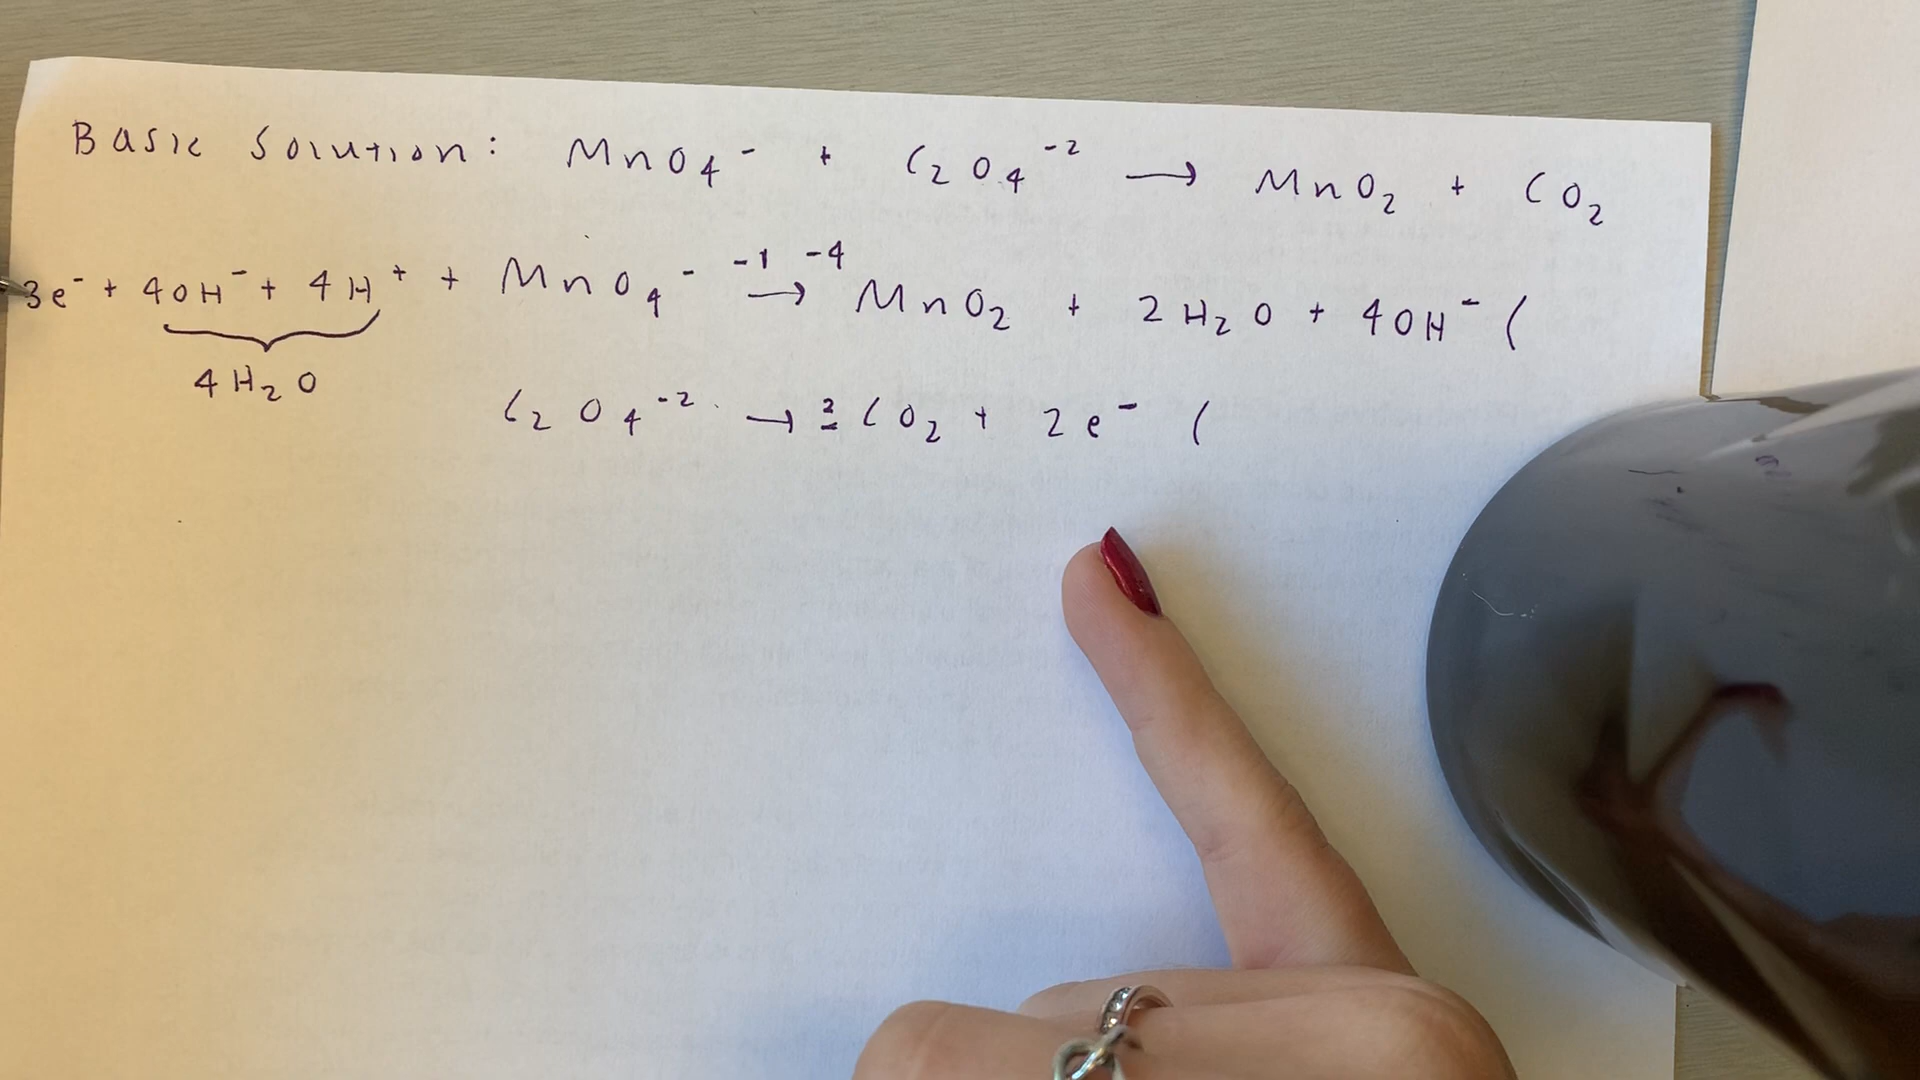 Basic Solution: MnO₄⁻ + C₂O₄⁻² → MnO₂ + CO₂
3e⁻ + 4OH⁻ + 4H⁺ + MnO₄⁻ → MnO₂ + 2H₂O + 4OH⁻ (
-1 -4
4H₂O
C₂O₄⁻² → 2CO₂ + 2e⁻ (